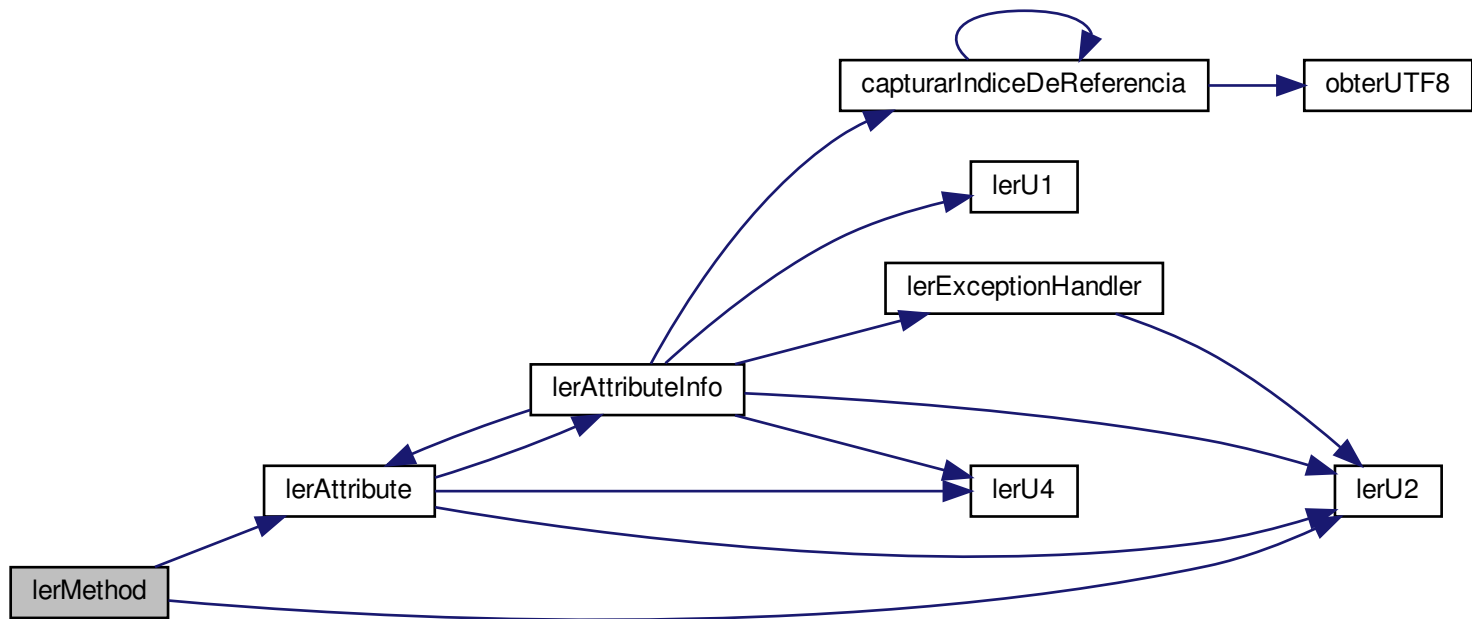 capturarIndiceDeReferencia
obterUTF8
lerU1
lerExceptionHandler
lerAttributeInfo
lerAttribute
lerU4
lerU2
lerMethod